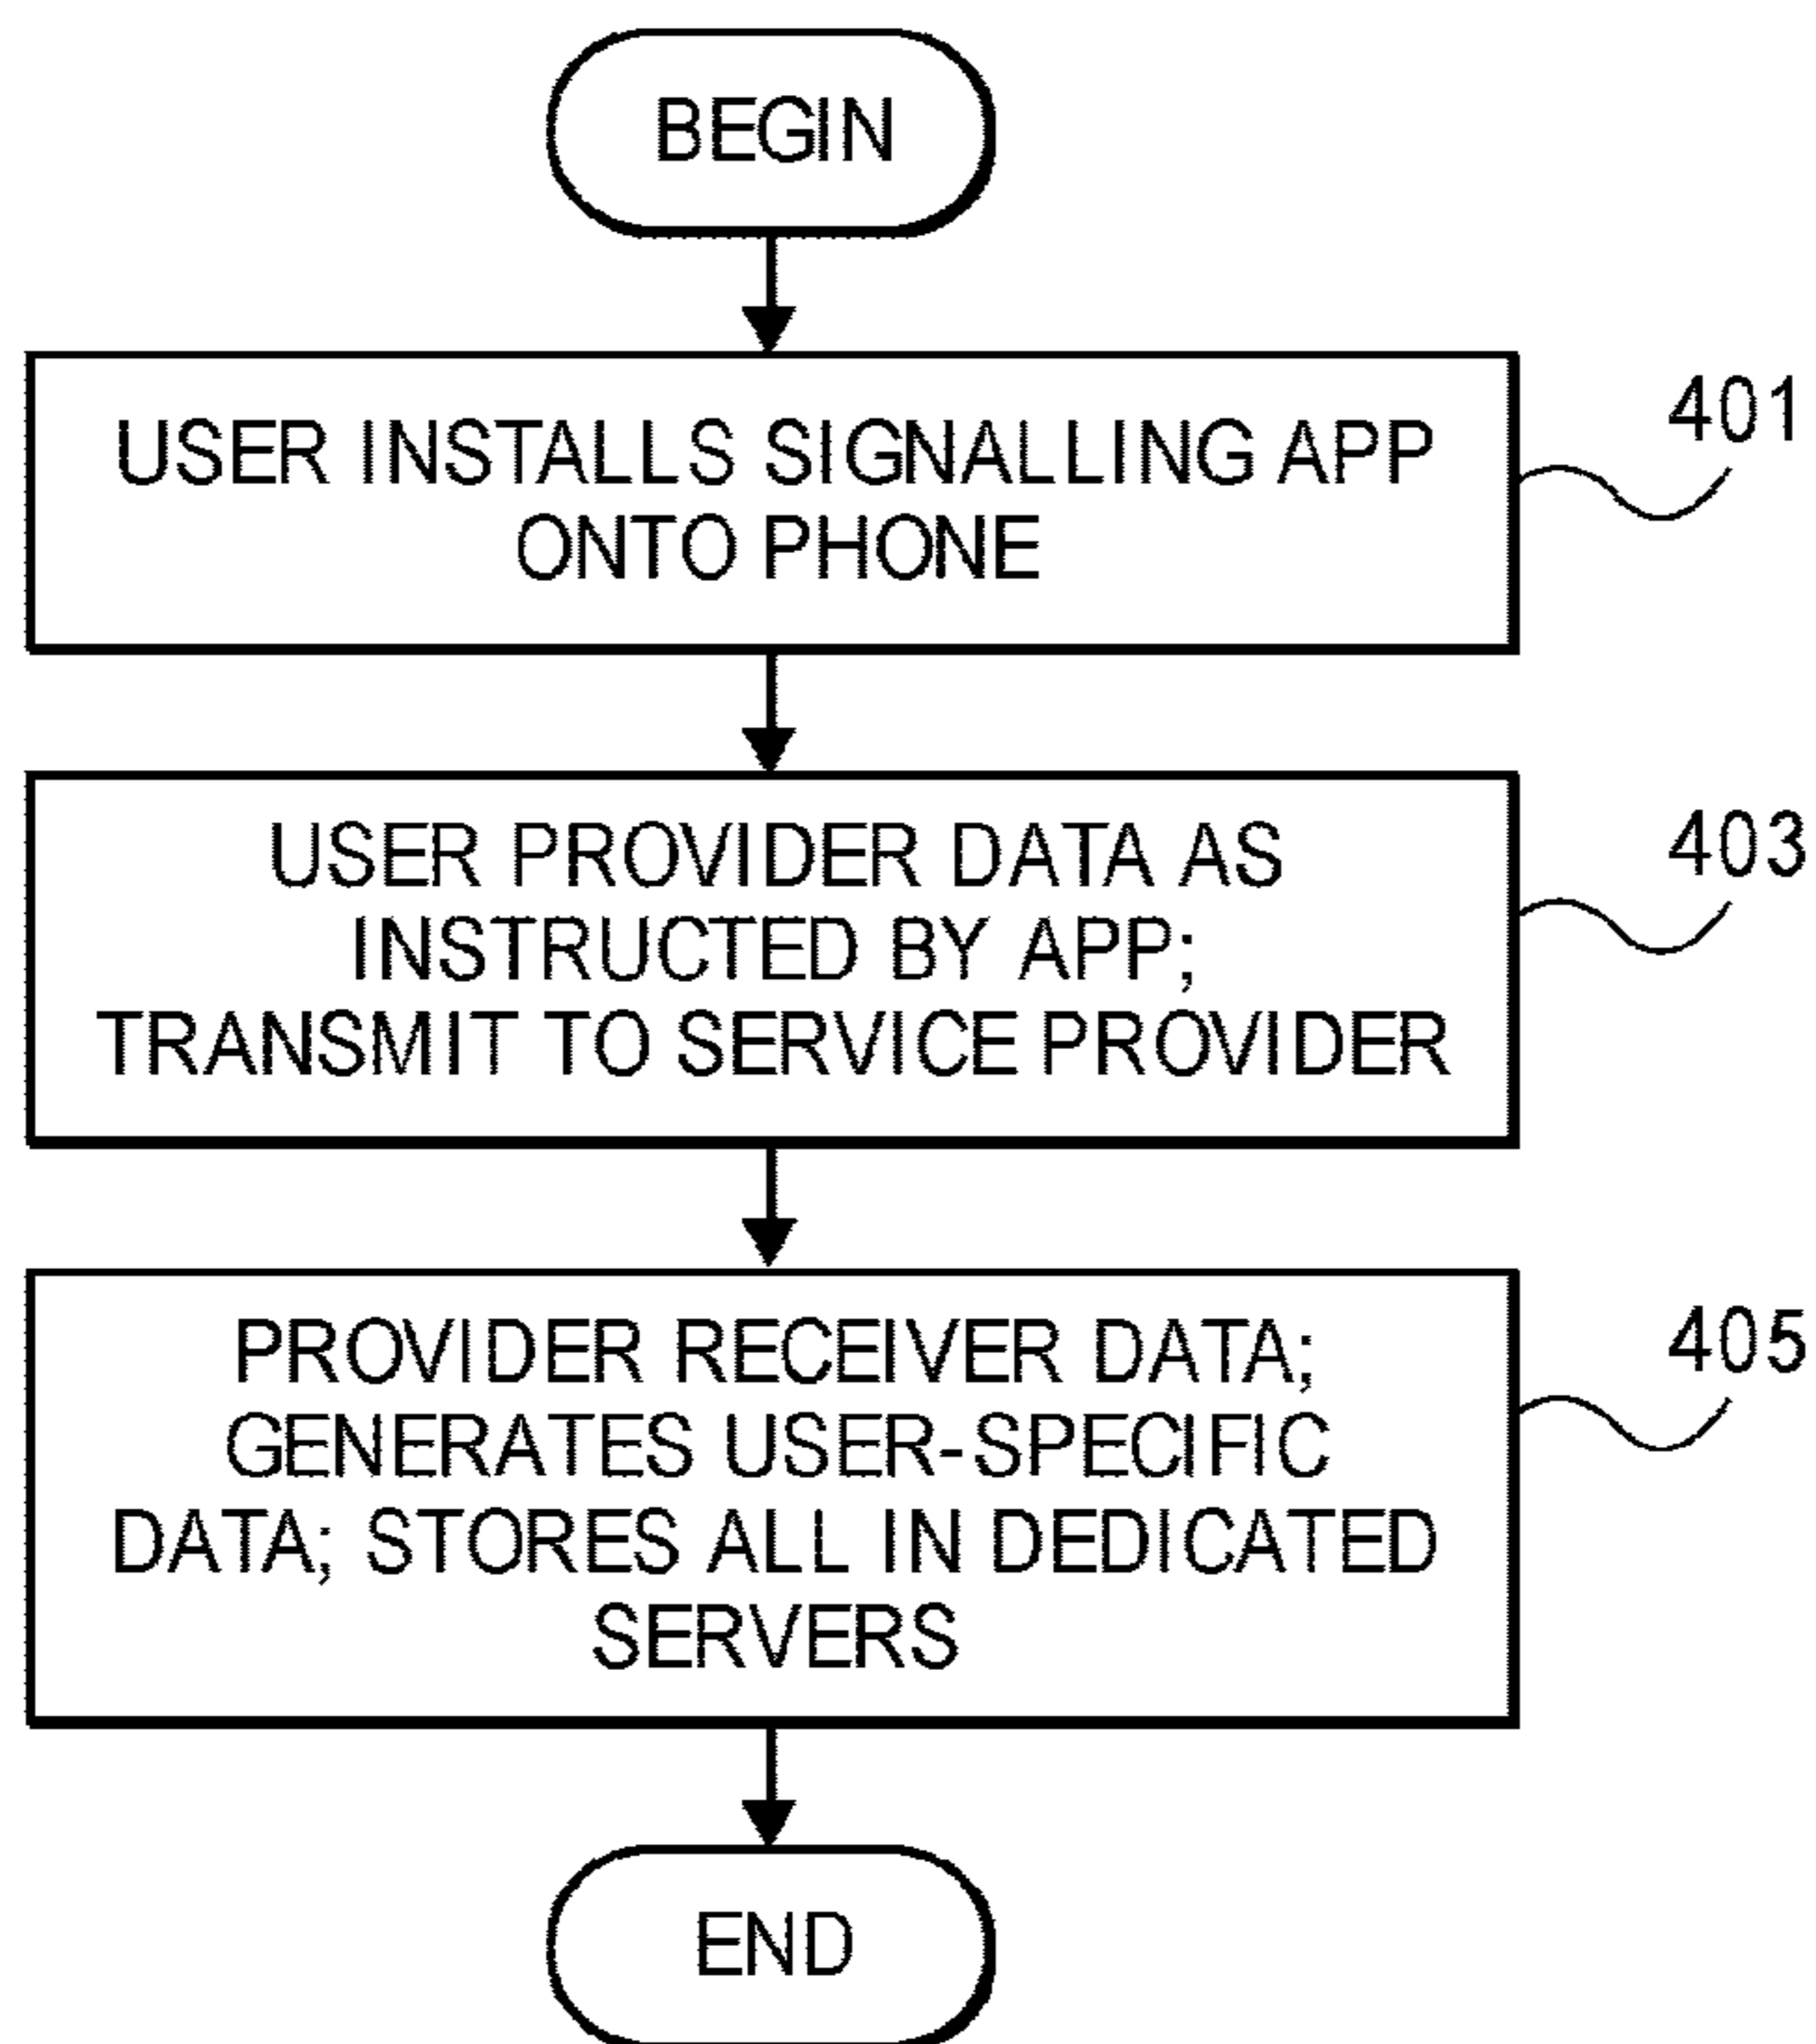 BEGIN
USER INSTALLS SIGNALLING APP
ONTO PHONE
401
USER PROVIDER DATA AS
INSTRUCTED BY APP;
TRANSMIT TO SERVICE PROVIDER
403
PROVIDER RECEIVER DATA;
GENERATES USER-SPECIFIC
DATA; STORES ALL IN DEDICATED
SERVERS
405
END